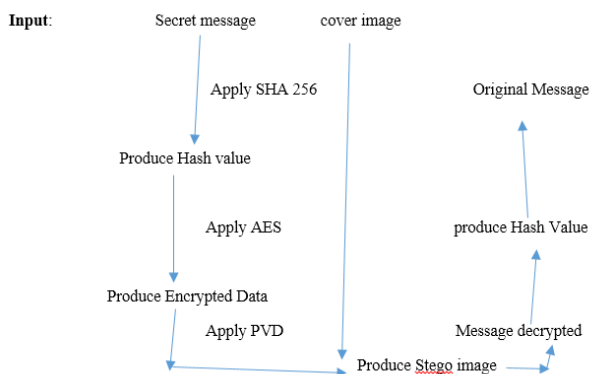 Input: Secret message cover image
Apply SHA 256 Original Message
Produce Hash value
Apply AES produce Hash Value
Produce Encrypted Data
Apply PVD Message decrypted
Produce Stego image